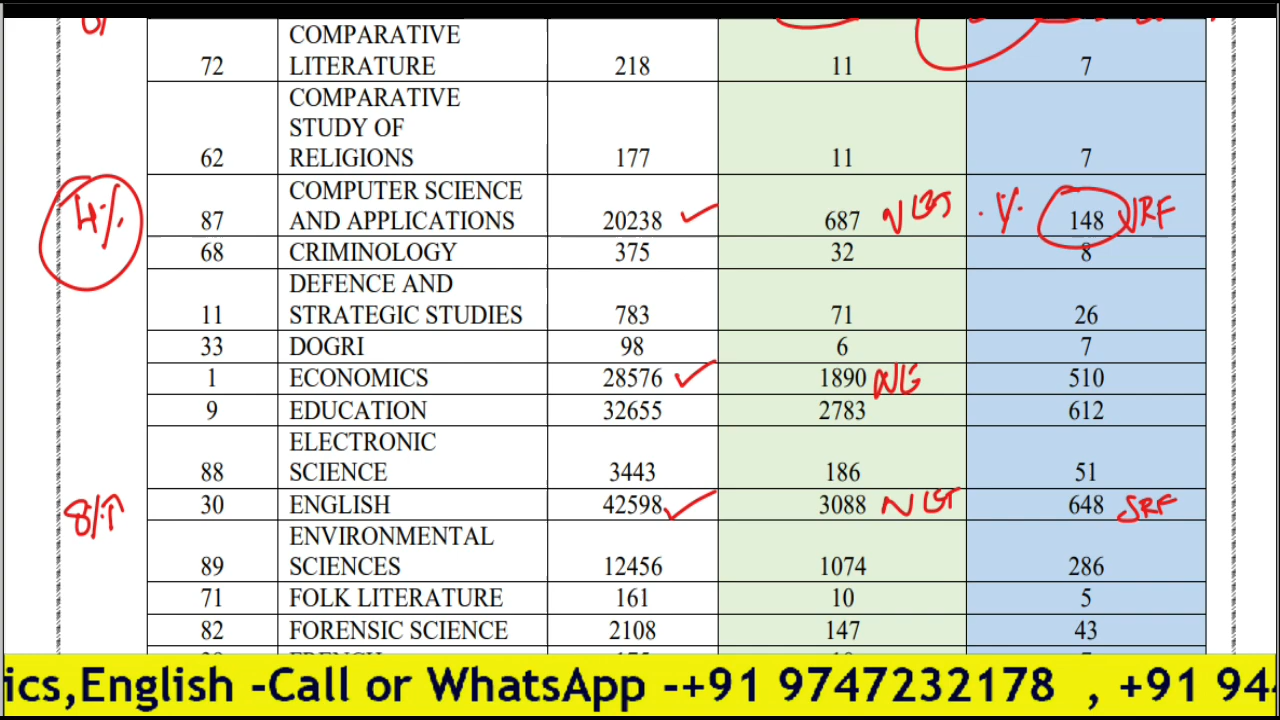 COMPARATIVE
72 LITERATURE 218 11 7
COMPARATIVE
STUDY OF
62 RELIGIONS 177 11 7
4% COMPUTER SCIENCE
87 AND APPLICATIONS 20238 687 NET 148 JRF
68 CRIMINOLOGY 375 32 8
DEFENCE AND
11 STRATEGIC STUDIES 783 71 26
33 DOGRI 98 6 7
1 ECONOMICS 28576 1890 510
9 EDUCATION 32655 2783 612
ELECTRONIC
88 SCIENCE 3443 186 51
30 ENGLISH 42598 3088 NET 648 JRF
ENVIRONMENTAL
89 SCIENCES 12456 1074 286
71 FOLK LITERATURE 161 10 5
82 FORENSIC SCIENCE 2108 147 43
ics,English -Call or WhatsApp -+91 9747232178 , +91 94